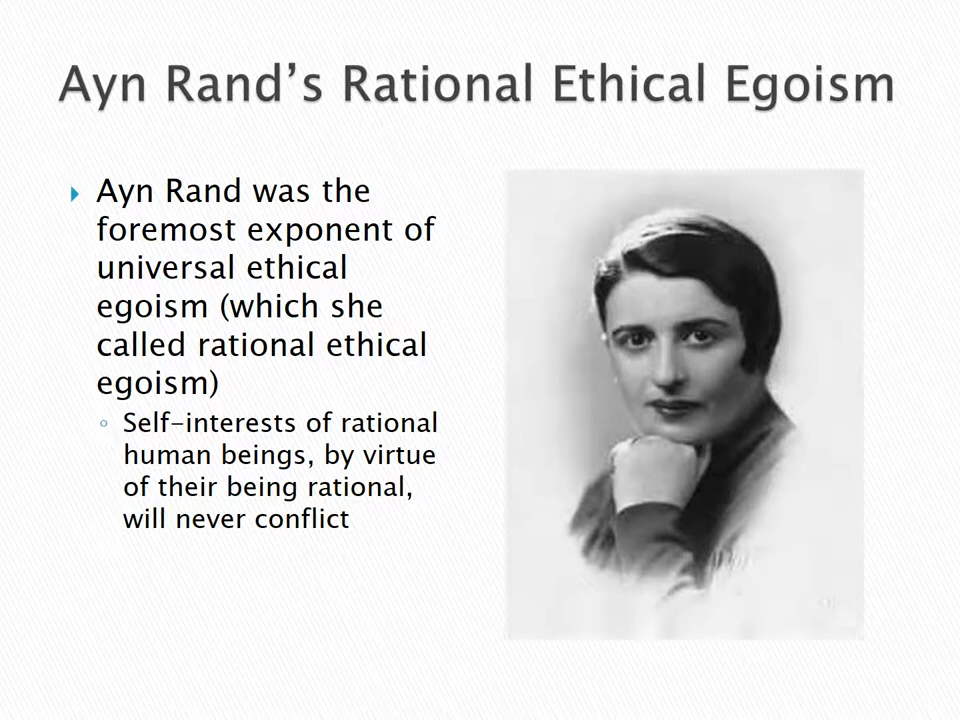 Ayn Rand’s Rational Ethical Egoism
Ayn Rand was the
foremost exponent of
universal ethical
egoism (which she
called rational ethical
egoism)
Self-interests of rational
human beings, by virtue
of their being rational,
will never conflict